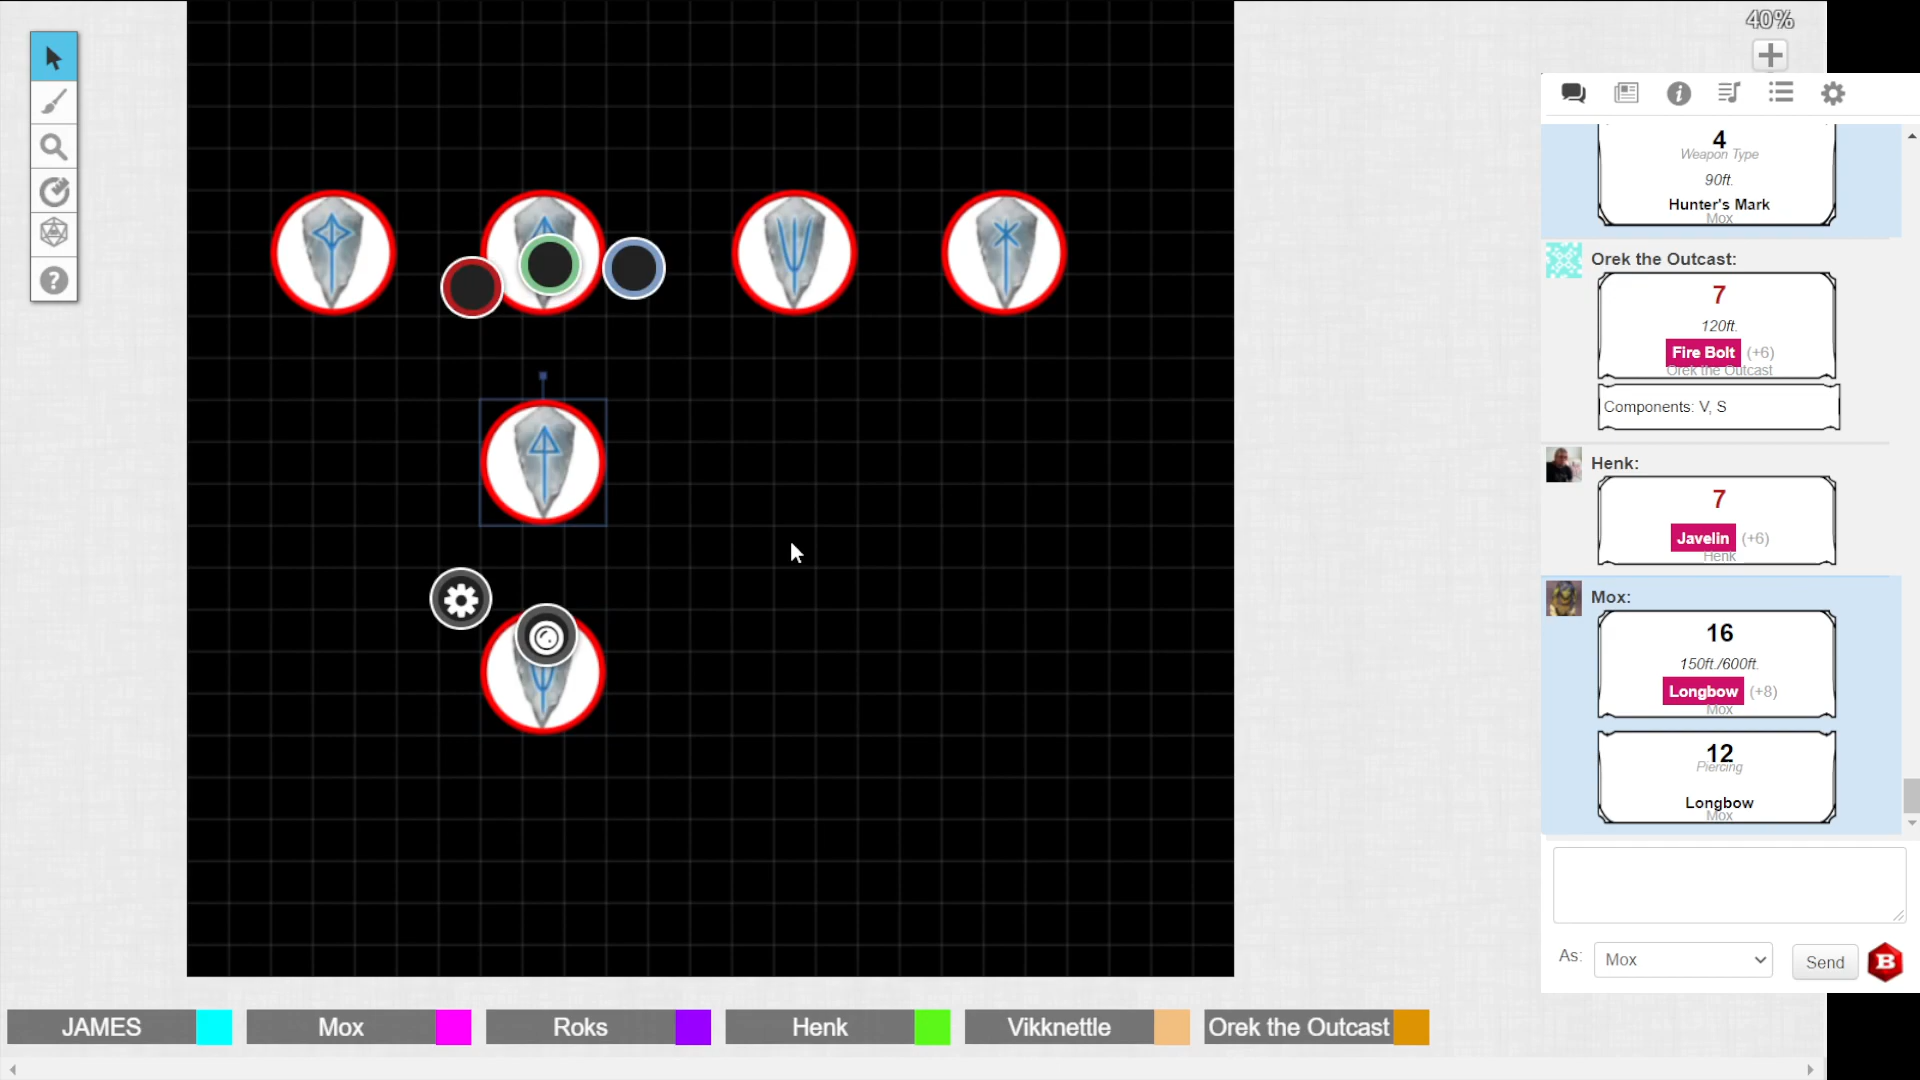 40%
4
Weapon Type
90ft.
Hunter's Mark
Mox
Orek the Outcast:
7
120ft.
Fire Bolt (+6)
Orek the Outcast
Components: V, S
Henk:
7
Javelin (+6)
Henk
Mox:
16
150ft./600ft.
Longbow (+8)
Mox
12
Piercing
Longbow
Mox
As: Mox Send B
JAMES Mox Roks Henk Vikknettle Orek the Outcast